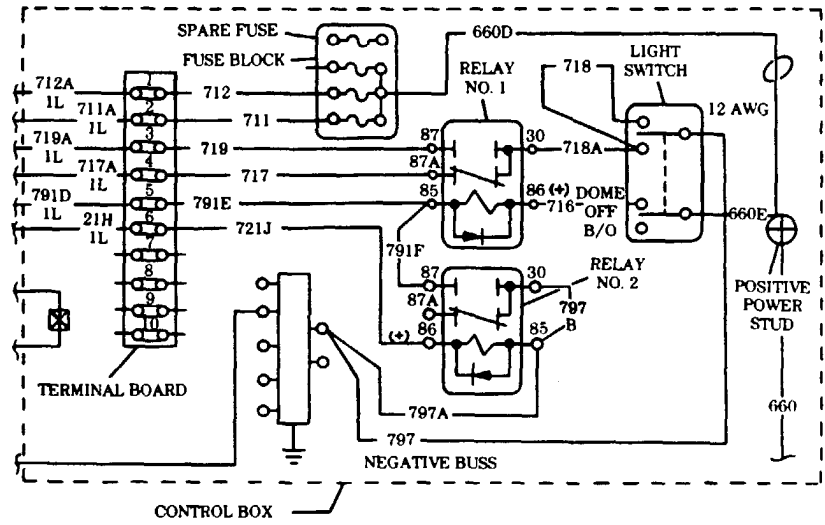 SPARE FUSE
660D
FUSE BLOCK
RELAY
NO. 1
LIGHT
SWITCH
718
12 AWG
712A
1L
1
712
711A
1L
2
711
719A
1L
3
719
87
30
718A
717A
1L
4
717
87A
791D
1L
5
791E
85
86 (+)
716
DOME
OFF
B/O
660E
21H
1L
6
721J
791F
7
87
30
RELAY
NO. 2
8
87A
797
B
POSITIVE
POWER
STUD
9
(+)
86
85
10
TERMINAL BOARD
797A
660
797
NEGATIVE BUSS
CONTROL BOX